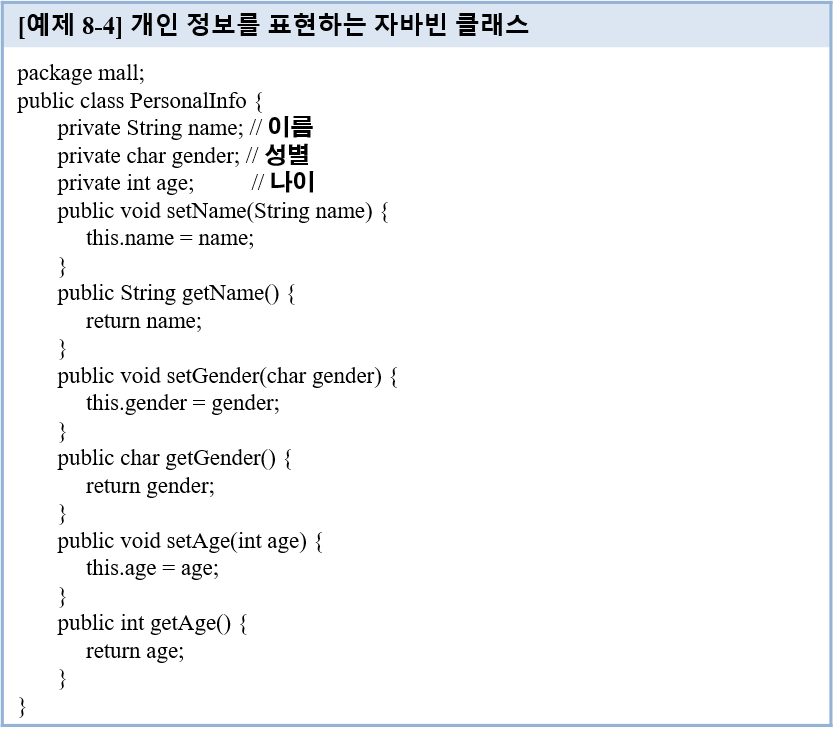 [예제 8-4] 개인 정보를 표현하는 자바빈 클래스
package mall;
public class PersonalInfo {
private String name; // 이름
private char gender; // 성별
private int age; // 나이
public void setName(String name) {
this.name = name;
}
public String getName() {
return name;
}
public void setGender(char gender) {
this.gender = gender;
}
public char getGender() {
return gender;
}
public void setAge(int age) {
this.age = age;
}
public int getAge() {
return age;
}
}